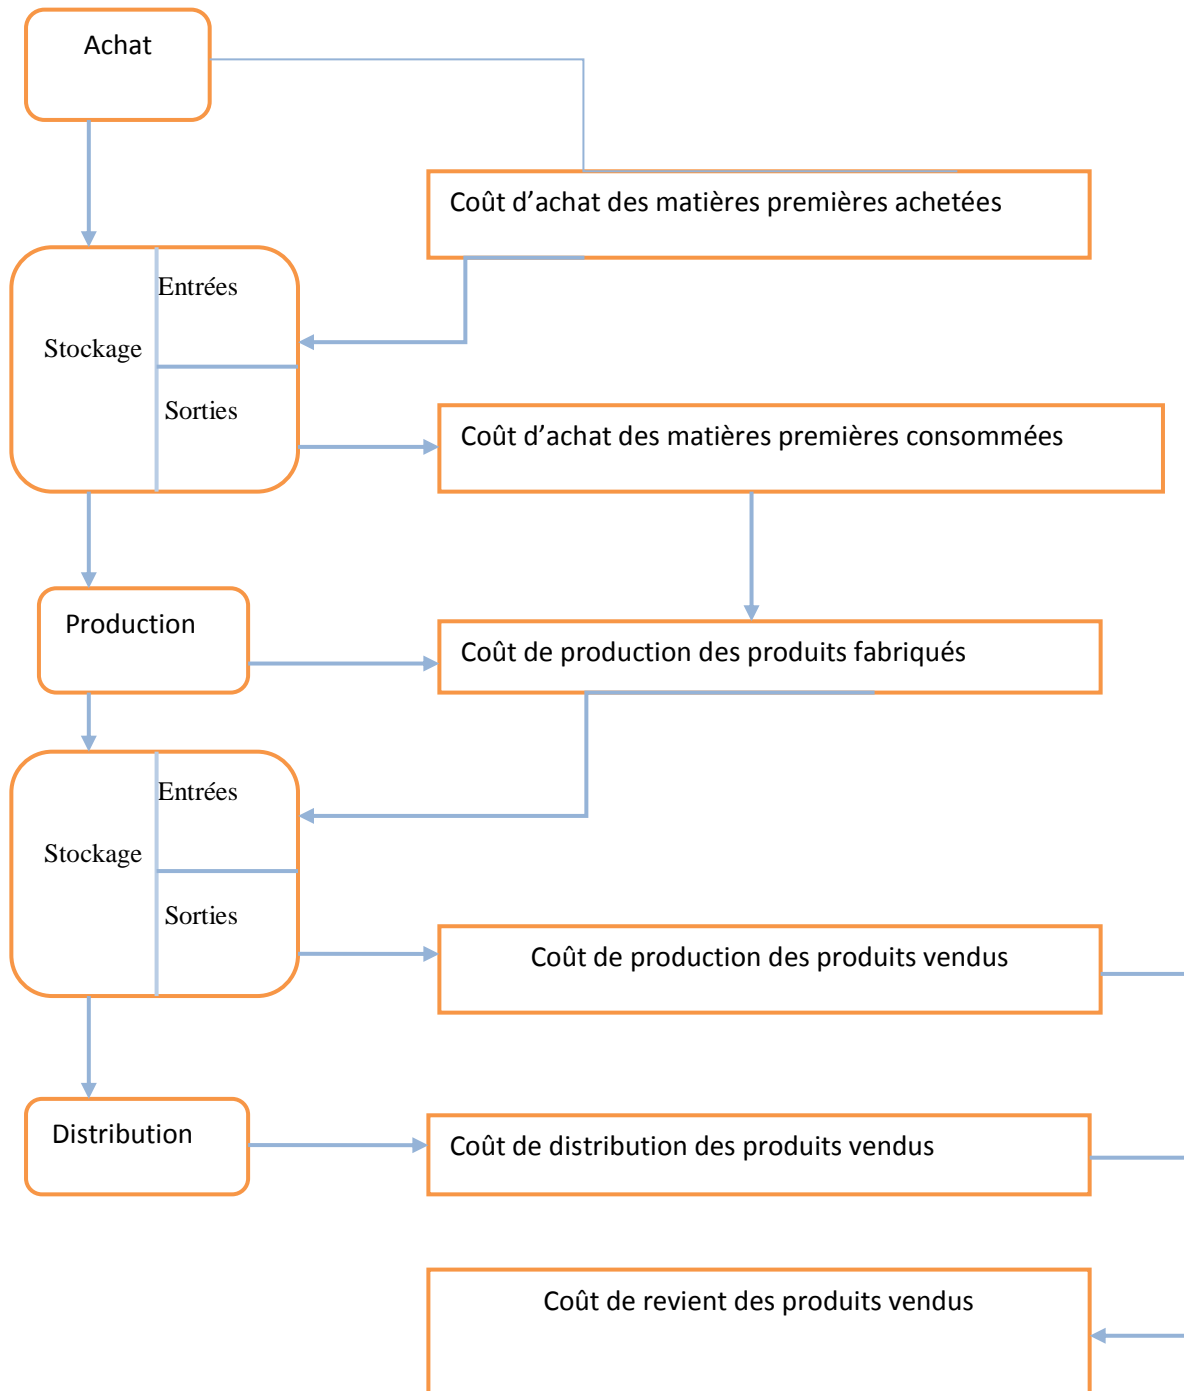 Achat
Coût d’achat des matières premières achetées
Entrées
Stockage
Sorties
Coût d’achat des matières premières consommées
Production
Coût de production des produits fabriqués
Entrées
Stockage
Sorties
Coût de production des produits vendus
Distribution
Coût de distribution des produits vendus
Coût de revient des produits vendus